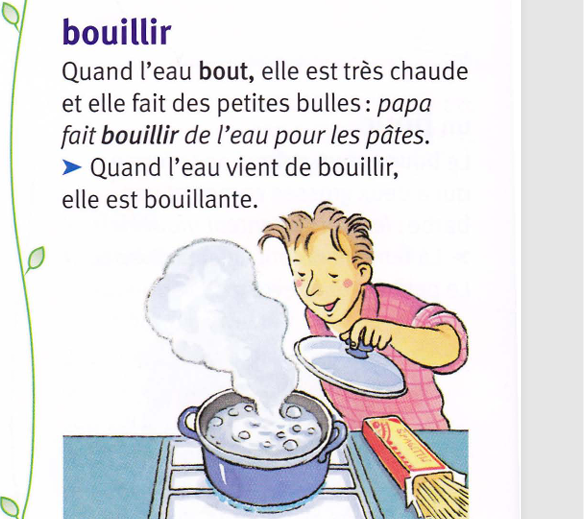 bouillir
Quand l'eau bout, elle est très chaude
et elle fait des petites bulles : papa
fait bouillir de l'eau pour les pâtes.
➤ Quand l'eau vient de bouillir,
elle est bouillante.